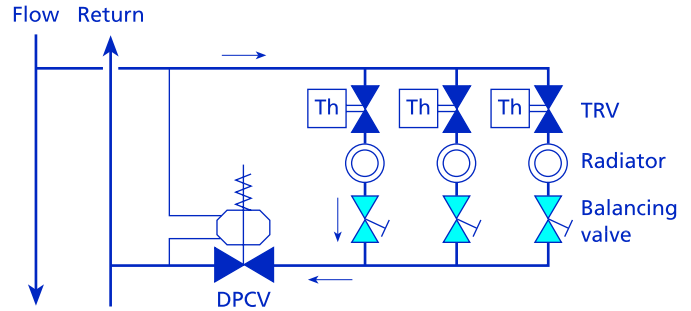 Flow Return
Th Th Th TRV
Radiator
Balancing
valve
DPCV